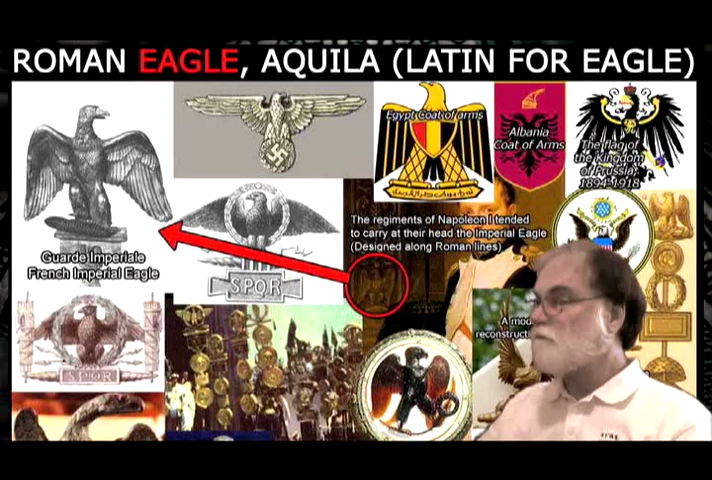 ROMAN EAGLE, AQUILA (LATIN FOR EAGLE)
Egypt Coat of arms
Albania
Coat of Arms
The flag of
the Kingdom
of Prussia,
1894-1918
The regiments of Napoleon I tended
to carry at their head the Imperial Eagle
(Designed along Roman lines)
Guarde Imperiale
French Imperial Eagle
SPQR
SPQR
A mod
reconstruct